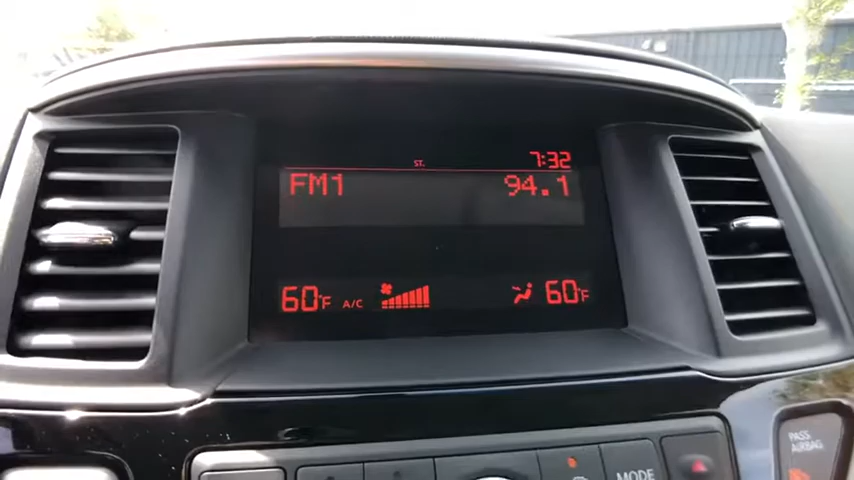 ST. 7:32
FM1 94.1
60°F A/C 60°F
MODE
PASS
AIRBAG